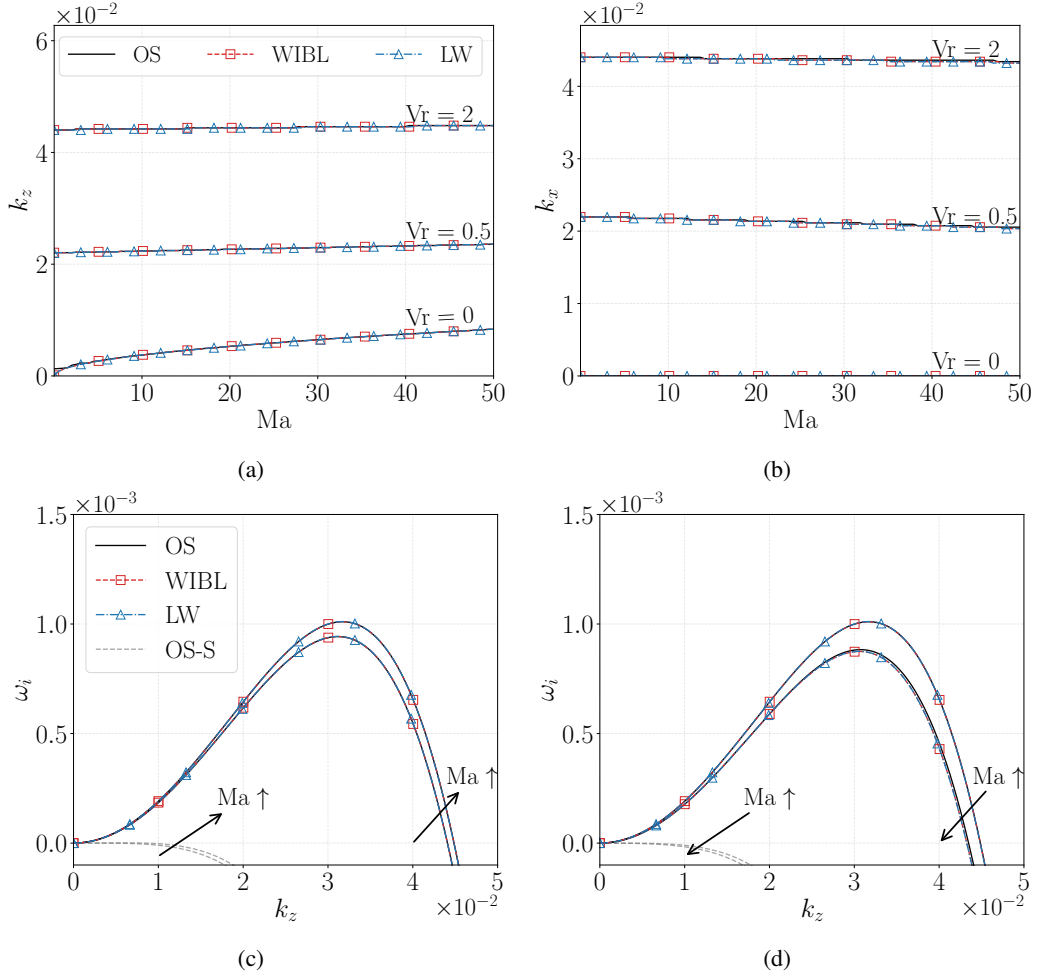 ×10⁻²
6
4
2
0
k_z
OS
WIBL
LW
Vr = 2
Vr = 0.5
Vr = 0
10
20
30
40
50
Ma
(a)
×10⁻²
4
3
2
1
0
k_x
Vr = 2
Vr = 0.5
Vr = 0
10
20
30
40
50
Ma
(b)
×10⁻³
1.5
1.0
0.5
0.0
ω_i
OS
WIBL
LW
OS-S
Ma ↑
Ma ↑
0
1
2
3
4
5
×10⁻²
k_z
(c)
×10⁻³
1.5
1.0
0.5
0.0
ω_i
Ma ↑
Ma ↑
0
1
2
3
4
5
×10⁻²
k_z
(d)